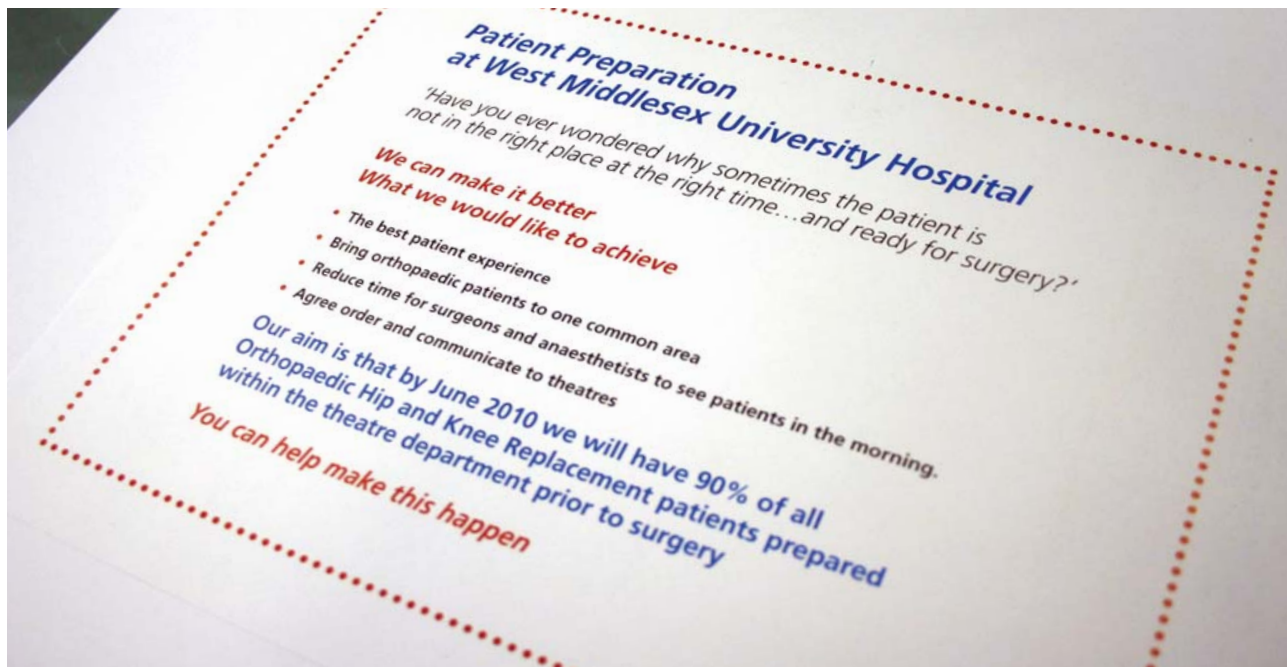 Patient Preparation
at West Middlesex University Hospital
'Have you ever wondered why sometimes the patient is
not in the right place at the right time...and ready for surgery?'
We can make it better
What we would like to achieve
• The best patient experience
• Bring orthopaedic patients to one common area
• Reduce time for surgeons and anaesthetists to see patients in the morning.
• Agree order and communicate to theatres
Our aim is that by June 2010 we will have 90% of all
Orthopaedic Hip and Knee Replacement patients prepared
within the theatre department prior to surgery
You can help make this happen